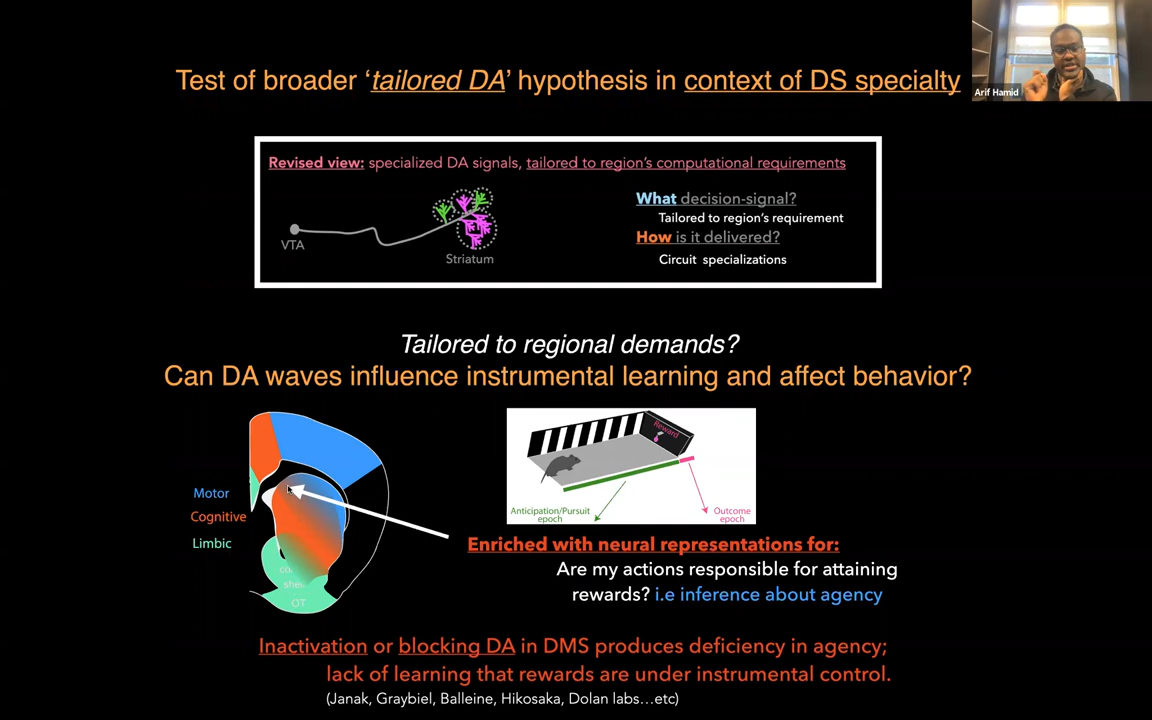 Test of broader ‘tailored DA’ hypothesis in context of DS specialty
Arif Hamid
Revised view: specialized DA signals, tailored to region's computational requirements
What decision-signal?
Tailored to region's requirement
How is it delivered?
Circuit specializations
VTA
Striatum
Tailored to regional demands?
Can DA waves influence instrumental learning and affect behavior?
Motor
Cognitive
Limbic
co
she
OT
Reward
Anticipation/Pursuit
epoch
Outcome
epoch
Enriched with neural representations for:
Are my actions responsible for attaining
rewards? i.e inference about agency
Inactivation or blocking DA in DMS produces deficiency in agency;
lack of learning that rewards are under instrumental control.
(Janak, Graybiel, Balleine, Hikosaka, Dolan labs...etc)